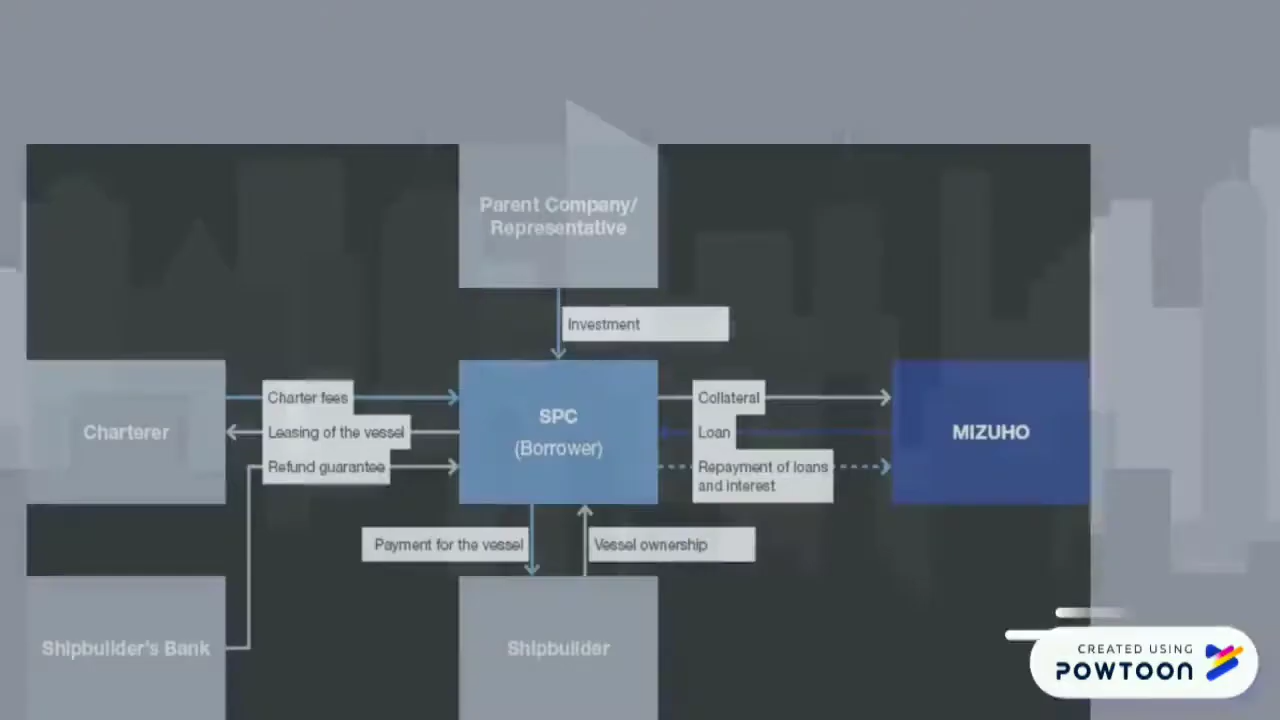 Parent Company/
Representative
Investment
Charterer
Charter fees
Leasing of the vessel
Refund guarantee
SPC
(Borrower)
Collateral
Loan
Repayment of loans
and interest
MIZUHO
Payment for the vessel
Vessel ownership
Shipbuilder's Bank
Shipbuilder
CREATED USING
POWTOON